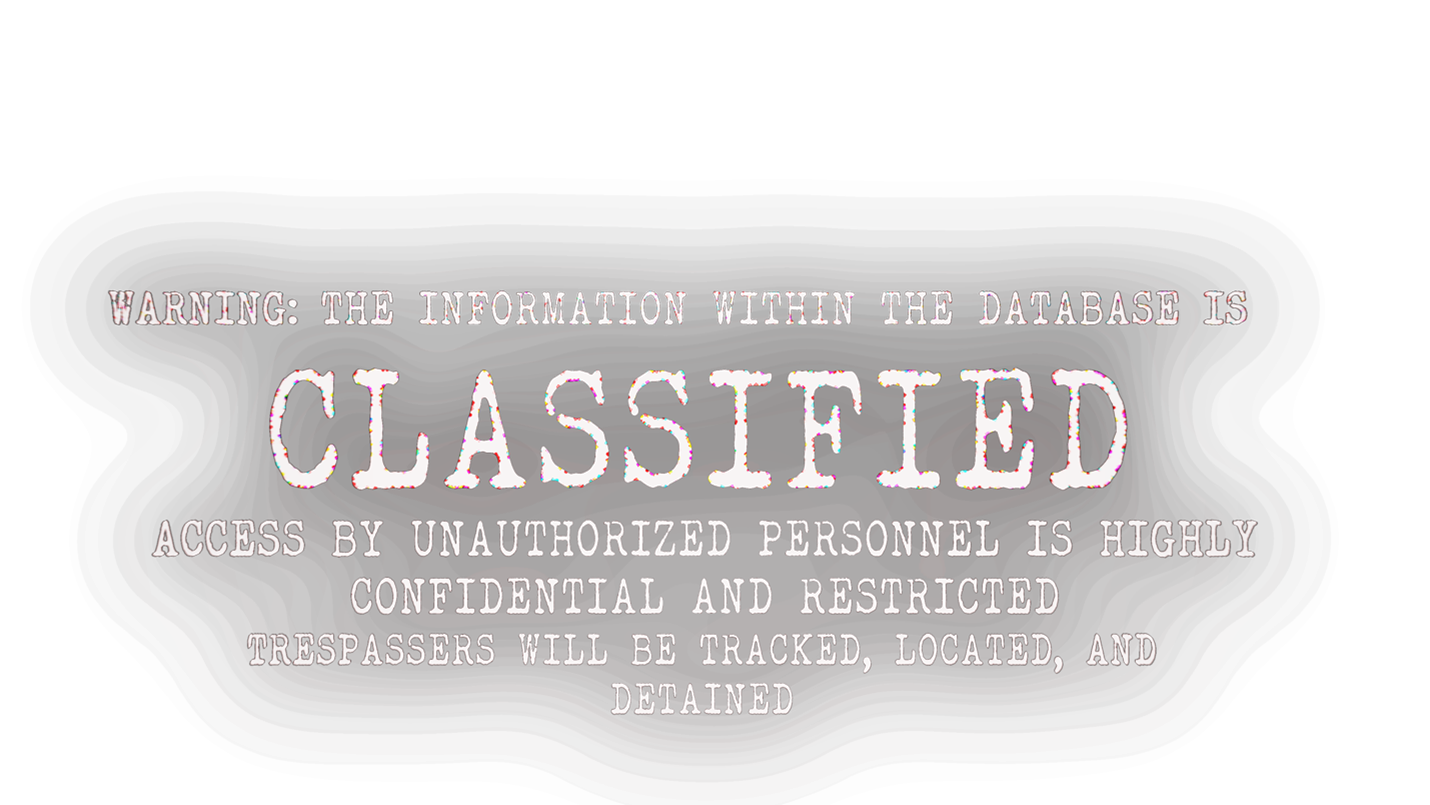 WARNING: THE INFORMATION WITHIN THE DATABASE IS
CLASSIFIED
ACCESS BY UNAUTHORIZED PERSONNEL IS HIGHLY
CONFIDENTIAL AND RESTRICTED
TRESPASSERS WILL BE TRACKED, LOCATED, AND
DETAINED